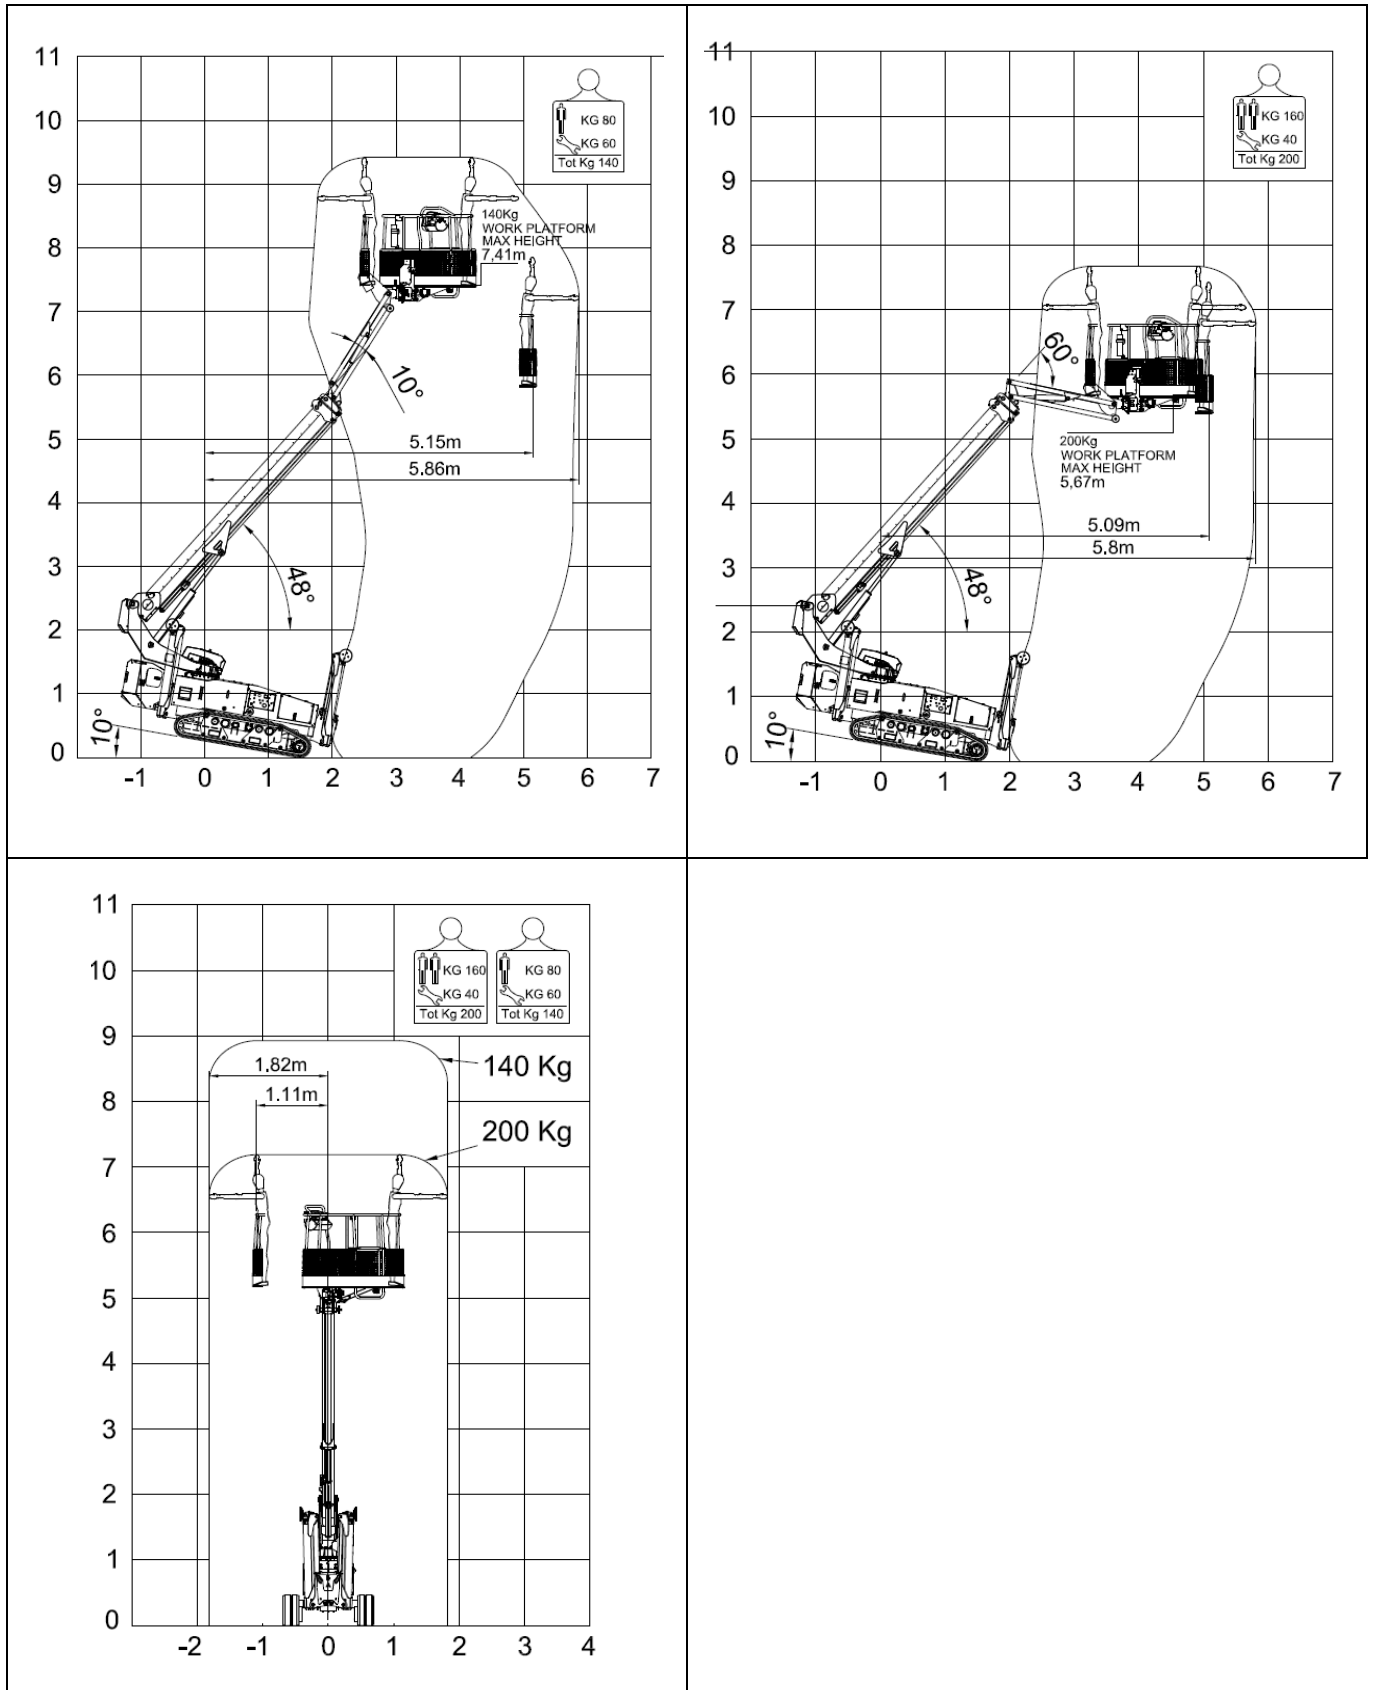 11
10
9
8
7
6
5
4
3
2
1
0
-1 0 1 2 3 4 5 6 7
KG 80
KG 60
Tot Kg 140
140Kg
WORK PLATFORM
MAX HEIGHT
7,41m
10°
5.15m
5.86m
48°
10°
11
10
9
8
7
6
5
4
3
2
1
0
-1 0 1 2 3 4 5 6 7
KG 160
KG 40
Tot Kg 200
60°
200Kg
WORK PLATFORM
MAX HEIGHT
5,67m
5.09m
5.8m
48°
10°
11
10
9
8
7
6
5
4
3
2
1
0
-2 -1 0 1 2 3 4
KG 160
KG 40
Tot Kg 200
KG 80
KG 60
Tot Kg 140
1.82m
140 Kg
1.11m
200 Kg